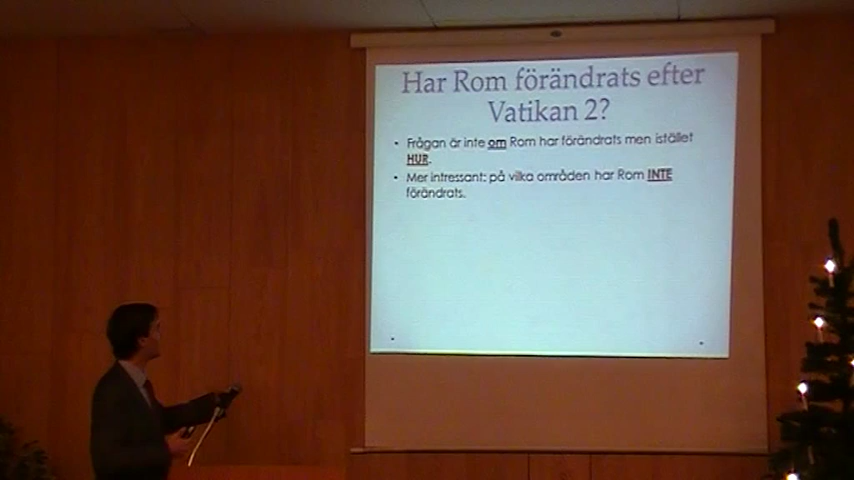 Har Rom förändrats efter
Vatikan 2?
• Frågan är inte om Rom har förändrats men istället
HUR.
• Mer intressant: på vilka områden har Rom INTE
förändrats.